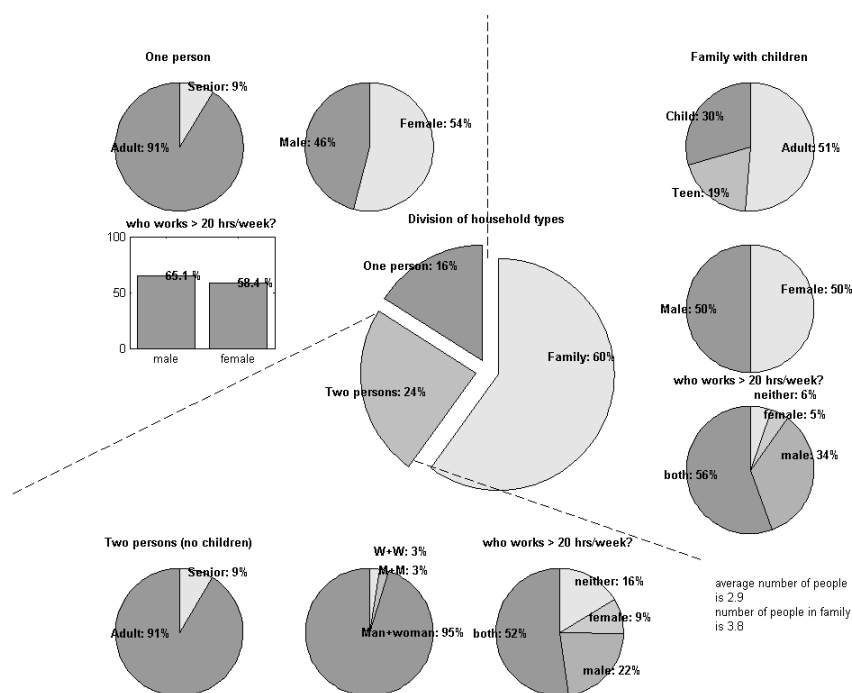 One person
Senior: 9%
Adult: 91%
Female: 54%
Male: 46%
who works > 20 hrs/week?
100
50
0
65.1 %
58.4 %
male
female
Division of household types
One person: 16%
Family: 60%
Two persons: 24%
Family with children
Child: 30%
Adult: 51%
Teen: 19%
Female: 50%
Male: 50%
who works > 20 hrs/week?
neither: 6%
female: 5%
male: 34%
both: 56%
Two persons (no children)
Senior: 9%
Adult: 91%
W+W: 3%
M+M: 3%
Man+woman: 95%
who works > 20 hrs/week?
neither: 16%
female: 9%
both: 52%
male: 22%
average number of people
is 2.9
number of people in family
is 3.8